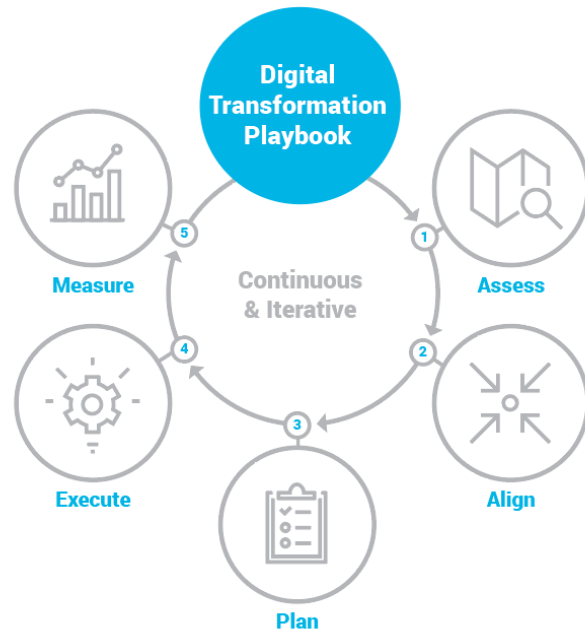 Digital
Transformation
Playbook
1
Assess
2
Align
3
Plan
4
Execute
5
Measure
Continuous
& Iterative